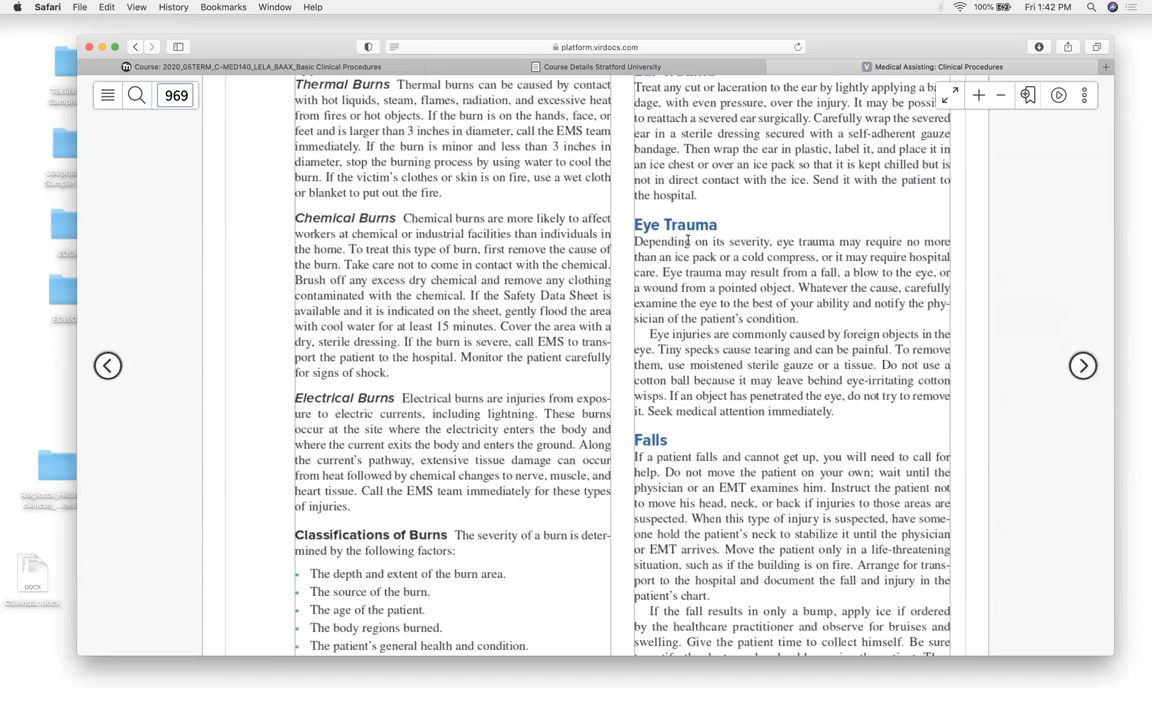 Safari File Edit View History Bookmarks Window Help
100% Fri 1:42 PM
platform.virdocs.com
Course: 2020_05TERM_C-MED140_LELA_8AAX_Basic Clinical Procedures
Course Details Stratford University
Medical Assisting: Clinical Procedures
969
Thermal Burns Thermal burns can be caused by contact
with hot liquids, steam, flames, radiation, and excessive heat
from fires or hot objects. If the burn is on the hands, face, or
feet and is larger than 3 inches in diameter, call the EMS team
immediately. If the burn is minor and less than 3 inches in
diameter, stop the burning process by using water to cool the
burn. If the victim's clothes or skin is on fire, use a wet cloth
or blanket to put out the fire.
Chemical Burns Chemical burns are more likely to affect
workers at chemical or industrial facilities than individuals in
the home. To treat this type of burn, first remove the cause of
the burn. Take care not to come in contact with the chemical.
Brush off any excess dry chemical and remove any clothing
contaminated with the chemical. If the Safety Data Sheet is
available and it is indicated on the sheet, gently flood the area
with cool water for at least 15 minutes. Cover the area with a
dry, sterile dressing. If the burn is severe, call EMS to trans-
port the patient to the hospital. Monitor the patient carefully
for signs of shock.
Electrical Burns Electrical burns are injuries from expos-
ure to electric currents, including lightning. These burns
occur at the site where the electricity enters the body and
where the current exits the body and enters the ground. Along
the current's pathway, extensive tissue damage can occur
from heat followed by chemical changes to nerve, muscle, and
heart tissue. Call the EMS team immediately for these types
of injuries.
Classifications of Burns The severity of a burn is deter-
mined by the following factors:
• The depth and extent of the burn area.
• The source of the burn.
• The age of the patient.
• The body regions burned.
• The patient's general health and condition.
Treat any cut or laceration to the ear by lightly applying a
dage, with even pressure, over the injury. It may be
to reattach a severed ear surgically. Carefully wrap the severed
ear in a sterile dressing secured with a self-adherent gauze
bandage. Then wrap the ear in plastic, label it, and place it in
an ice chest or over an ice pack so that it is kept chilled but is
not in direct contact with the ice. Send it with the patient to
the hospital.
Eye Trauma
Depending on its severity, eye trauma may require no more
than an ice pack or a cold compress, or it may require hospital
care. Eye trauma may result from a fall, a blow to the eye, or
a wound from a pointed object. Whatever the cause, carefully
examine the eye to the best of your ability and notify the phy-
sician of the patient's condition.
Eye injuries are commonly caused by foreign objects in the
eye. Tiny specks cause tearing and can be painful. To remove
them, use moistened sterile gauze or a tissue. Do not use a
cotton ball because it may leave behind eye-irritating cotton
wisps. If an object has penetrated the eye, do not try to remove
it. Seek medical attention immediately.
Falls
If a patient falls and cannot get up, you will need to call for
help. Do not move the patient on your own; wait until the
physician or an EMT examines him. Instruct the patient not
to move his head, neck, or back if injuries to those areas are
suspected. When this type of injury is suspected, have some-
one hold the patient's neck to stabilize it until the physician
or EMT arrives. Move the patient only in a life-threatening
situation, such as if the building is on fire. Arrange for trans-
port to the hospital and document the fall and injury in the
patient's chart.
If the fall results in only a bump, apply ice if ordered
by the healthcare practitioner and observe for bruises and
swelling. Give the patient time to collect himself. Be sure
DOCX
Calendar.docx